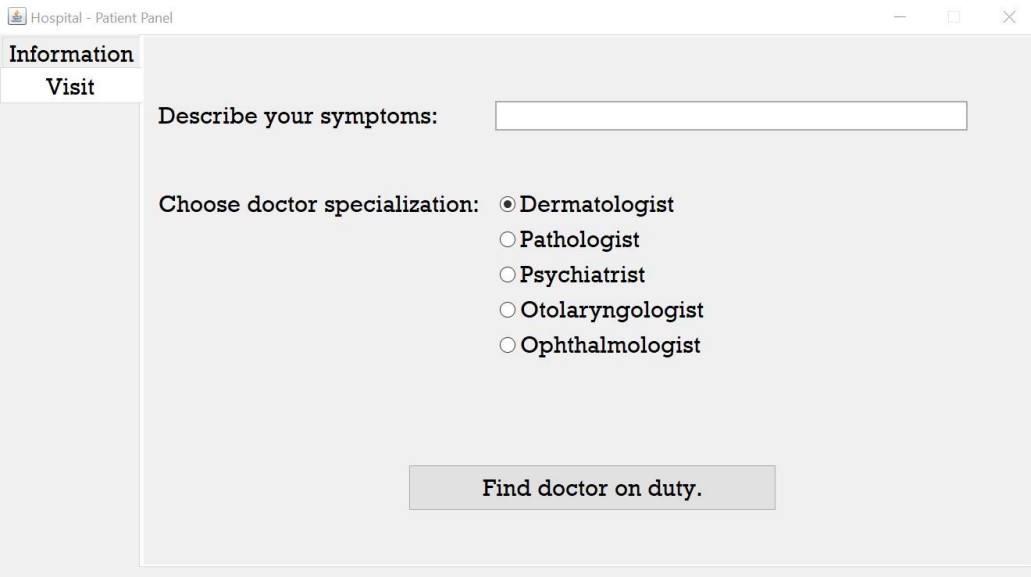 Hospital - Patient Panel
Information
Visit
Describe your symptoms:
Choose doctor specialization: Dermatologist
Pathologist
Psychiatrist
Otolaryngologist
Ophthalmologist
Find doctor on duty.